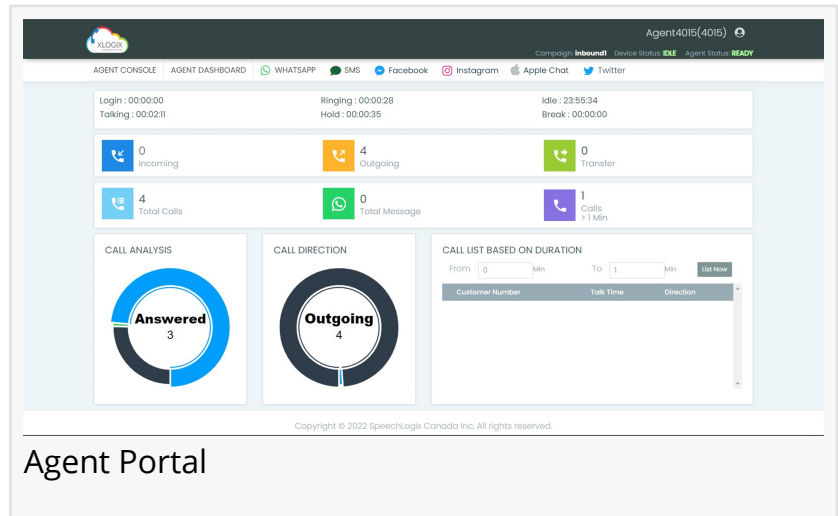 XLOGIX
Agent4015(4015)
Campaign: inbound1 Device Status: IDLE Agent Status: READY
AGENT CONSOLE AGENT DASHBOARD WHATSAPP SMS Facebook Instagram Apple Chat Twitter
Login : 00:00:00 Ringing : 00:00:28 Idle : 23:55:34
Talking : 00:02:11 Hold : 00:00:35 Break : 00:00:00
0 4 0
Incoming Outgoing Transfer
4 0 1
Total Calls Total Message Calls
> 1 Min
CALL ANALYSIS CALL DIRECTION CALL LIST BASED ON DURATION
From 0 Min To 1 Min List Now
Customer Number Talk Time Direction
Answered Outgoing
3 4
Copyright © 2022 SpeechLogix Canada Inc. All rights reserved.
Agent Portal